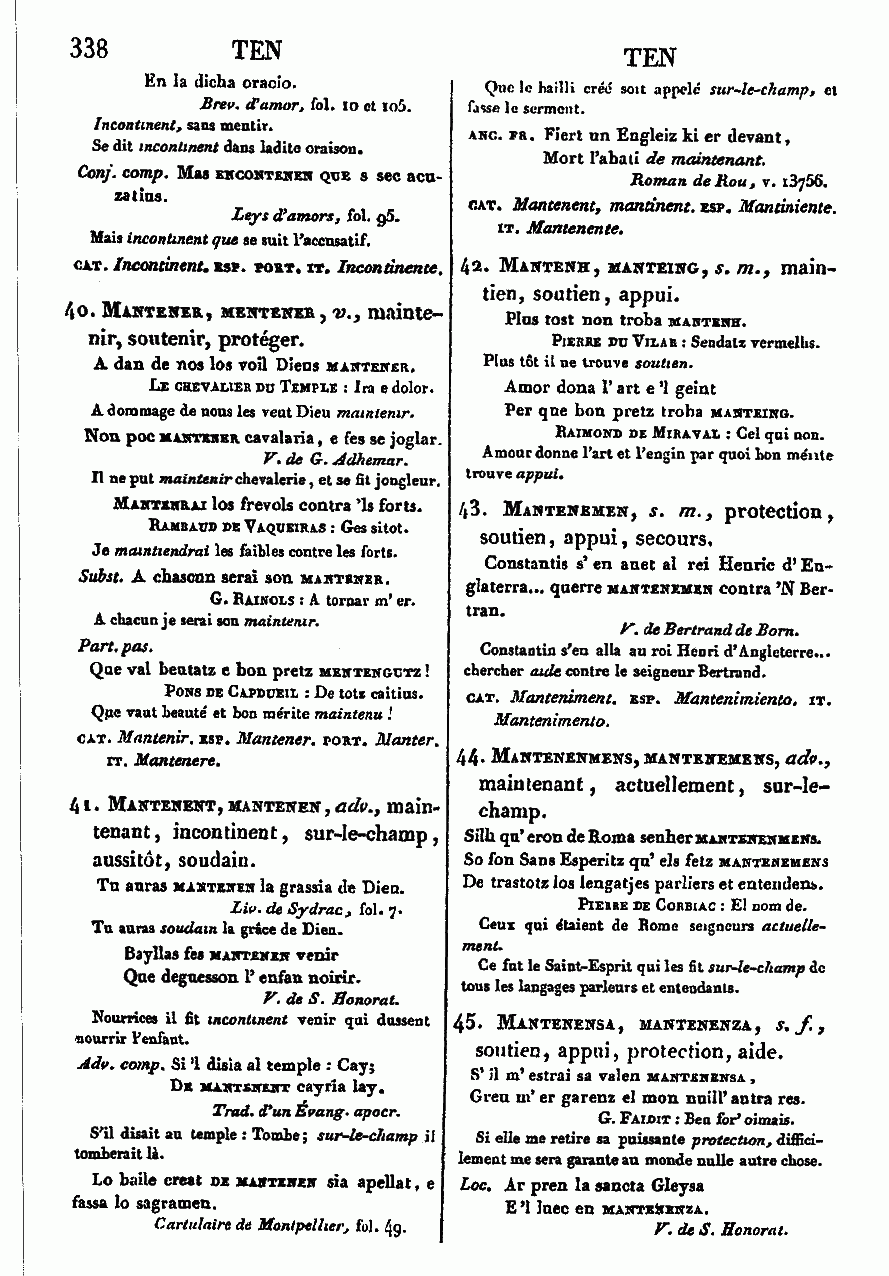 338 TEN
En la dicha oracio.
Brev. d'amor, fol. 10 et 105.
Incontinent, sans mentir.
Se dit incontinent dans ladite oraison.
Conj. comp. Mas ENCONTENEN QUE s sec acu-
zatius.
Leys d'amors, fol. 95.
Mais incontinent que se suit l'accusatif.
CAT. Incontinent. ESP. PORT. IT. Incontinente.
40. MANTENER, MENTENER, v., mainte-
nir, soutenir, protéger.
A dan de nos los voil Dieus MANTENER.
LE CHEVALIER DU TEMPLE : Ira e dolor.
A dommage de nous les veut Dieu maintenir.
Non poc MANTENER cavalaria, e fes se joglar.
V. de G. Adhemar.
Il ne put maintenir chevalerie, et se fit jongleur.
MANTENRAI los frevols contra 'ls forts.
RAMBAUD DE VAQUEIRAS : Ges sitot.
Je maintiendrai les faibles contre les forts.
Subst. A chascun serai son MANTENER.
G. RAINOLS : A tornar m' er.
A chacun je serai son maintenir.
Part. pas.
Que val beutatz e bon pretz MENTENGUTZ!
PONS DE CAPDUEIL : De totz caitius.
Que vaut beauté et bon mérite maintenu!
CAT. Mantenir. ESP. Mantener. PORT. Manter.
IT. Mantenere.
41. MANTENENT, MANTENEN, adv., main-
tenant, incontinent, sur-le-champ,
aussitôt, soudain.
Tu auras MANTENEN la grassia de Dieu.
Liv. de Sydrac, fol. 7.
Tu auras soudain la grâce de Dieu.
Bayllas fes MANTENEN venir
Que deguesson l' enfan noirir.
V. de S. Honorat.
Nourrices il fit incontinent venir qui dussent
nourrir l'enfant.
Adv. comp. Si 'l disia al temple : Cay;
DE MANTENENT cayria lay.
Trad. d'un Évang. apocr.
S'il disait au temple : Tombe; sur-le-champ il
tomberait là.
Lo baile creat DE MANTENEN sia apellat, e
fassa lo sagramen.
Cartulaire de Montpellier, fol. 49.
TEN
Que le bailli créé soit appelé sur-le-champ, et
fasse le serment.
ANC. FR. Fiert un Engleiz ki er devant,
Mort l'abati de maintenant.
Roman de Rou, v. 13756.
CAT. Mantenent, mantinent. ESP. Mantiniente.
IT. Mantenente.
42. MANTENH, MANTEING, s. m., main-
tien, soutien, appui.
Plus tost non troba MANTENH.
PIERRE DU VILAR : Sendatz vermelhs.
Plus tôt il ne trouve soutien.
Amor dona l' art e 'l geint
Per que bon pretz troba MANTEING.
RAIMOND DE MIRAVAL : Cel qui non.
Amour donne l'art et l'engin par quoi bon mérite
trouve appui.
43. MANTENEMEN, s. m., protection,
soutien, appui, secours.
Constantis s' en anet al rei Henric d' En-
glaterra... querre MANTENEMEN contra 'N Ber-
tran.
V. de Bertrand de Born.
Constantin s'en alla au roi Henri d'Angleterre...
chercher aide contre le seigneur Bertrand.
CAT. Manteniment. ESP. Mantenimiento. IT.
Mantenimento.
44. MANTENENMENS, MANTENEMENS, adv.,
maintenant, actuellement, sur-le-
champ.
Silh qu' eron de Roma senher MANTENENMENS.
So fon Sans Esperitz qu' els fetz MANTENEMENS
De trastotz los lengatjes parliers et entendens.
PIERRE DE CORBIAC : El nom de.
Ceux qui étaient de Rome seigneurs actuelle-
ment.
Ce fut le Saint-Esprit qui les fit sur-le-champ de
tous les langages parleurs et entendants.
45. MANTENENSA, MANTENENZA, s. f.,
soutien, appui, protection, aide.
S' il m' estrai sa valen MANTENENSA,
Greu m' er garenz el mon nuill' autra res.
G. FAIDIT : Ben for' oimais.
Si elle me retire sa puissante protection, diffici-
lement me sera garante au monde nulle autre chose.
Loc. Ar pren la sancta Gleysa
E 'l luec en MANTENENZA.
V. de S. Honorat.